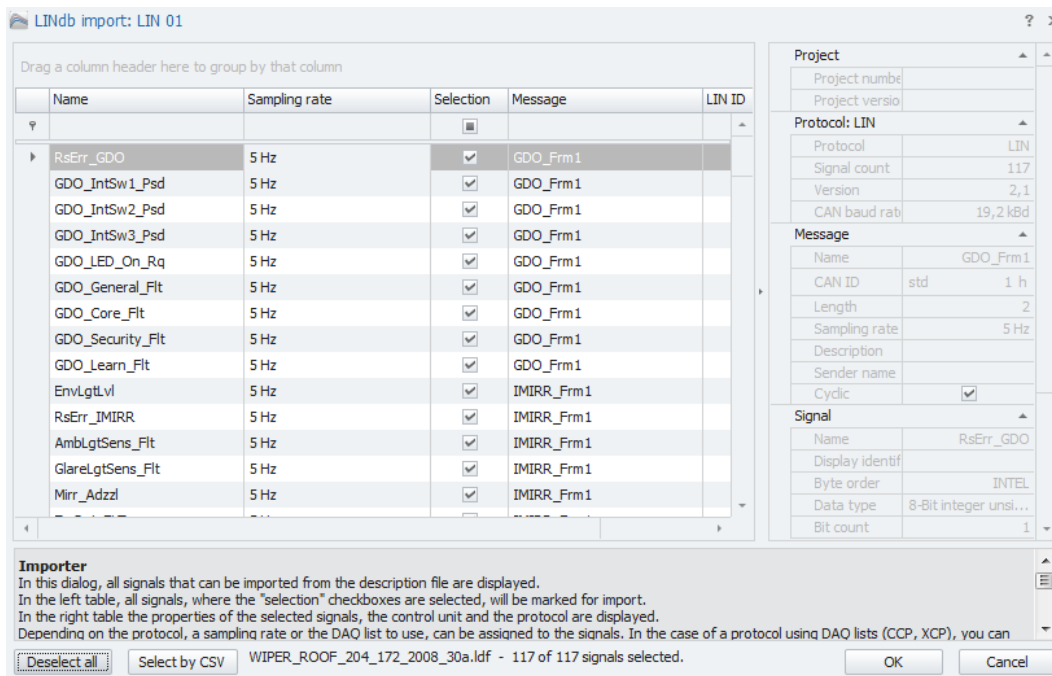 LINdb import: LIN 01
?
Drag a column header here to group by that column
Name Sampling rate Selection Message LIN ID
RsErr_GDO 5 Hz GDO_Frm1
GDO_IntSw1_Psd 5 Hz GDO_Frm1
GDO_IntSw2_Psd 5 Hz GDO_Frm1
GDO_IntSw3_Psd 5 Hz GDO_Frm1
GDO_LED_On_Rq 5 Hz GDO_Frm1
GDO_General_Flt 5 Hz GDO_Frm1
GDO_Core_Flt 5 Hz GDO_Frm1
GDO_Security_Flt 5 Hz GDO_Frm1
GDO_Learn_Flt 5 Hz GDO_Frm1
EnvLgtLvl 5 Hz IMIRR_Frm1
RsErr_IMIRR 5 Hz IMIRR_Frm1
AmbLgtSens_Flt 5 Hz IMIRR_Frm1
GlareLgtSens_Flt 5 Hz IMIRR_Frm1
Mirr_Adzzl 5 Hz IMIRR_Frm1
Project
Project numbe
Project versio
Protocol: LIN
Protocol LIN
Signal count 117
Version 2,1
CAN baud rat 19,2 kBd
Message
Name GDO_Frm1
CAN ID std 1 h
Length 2
Sampling rate 5 Hz
Description
Sender name
Cyclic
Signal
Name RsErr_GDO
Display identif
Byte order INTEL
Data type 8-Bit integer unsi...
Bit count 1
Importer
In this dialog, all signals that can be imported from the description file are displayed.
In the left table, all signals, where the "selection" checkboxes are selected, will be marked for import.
In the right table the properties of the selected signals, the control unit and the protocol are displayed.
Depending on the protocol, a sampling rate or the DAQ list to use, can be assigned to the signals. In the case of a protocol using DAQ lists (CCP, XCP), you can
Deselect all Select by CSV WIPER_ROOF_204_172_2008_30a.ldf - 117 of 117 signals selected. OK Cancel